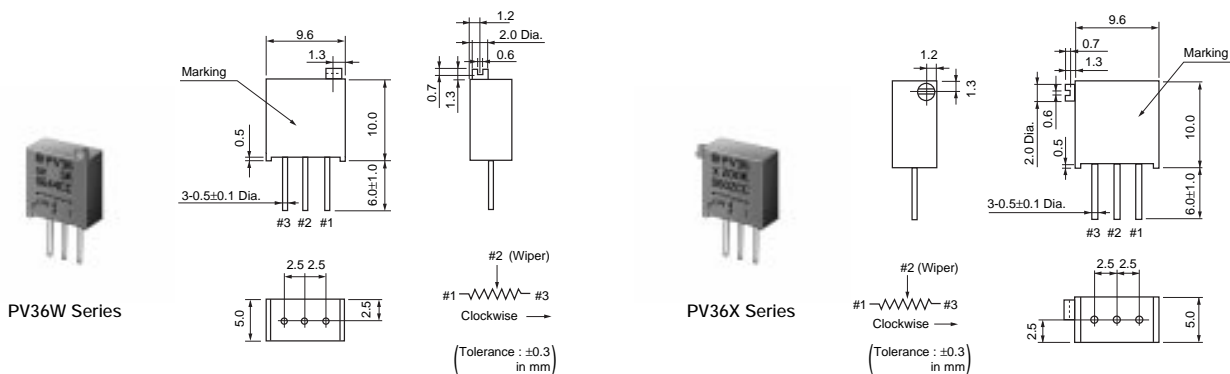 1.2
9.6
2.0 Dia.
1.3
0.6
Marking
0.7
1.3
10.0
0.5
6.0±1.0
3-0.5±0.1 Dia.
#3 #2 #1
PV36
W
PV36W Series
2.5 2.5
5.0
2.5
#2 (Wiper)
#1 #3
Clockwise
(Tolerance : ±0.3
in mm)
1.2
1.3
9.6
0.7
1.3
Marking
2.0 Dia.
0.6
10.0
0.5
6.0±1.0
3-0.5±0.1 Dia.
#3 #2 #1
PV36
X
PV36X Series
#2 (Wiper)
#1 #3
Clockwise
(Tolerance : ±0.3
in mm)
2.5 2.5
2.5
5.0